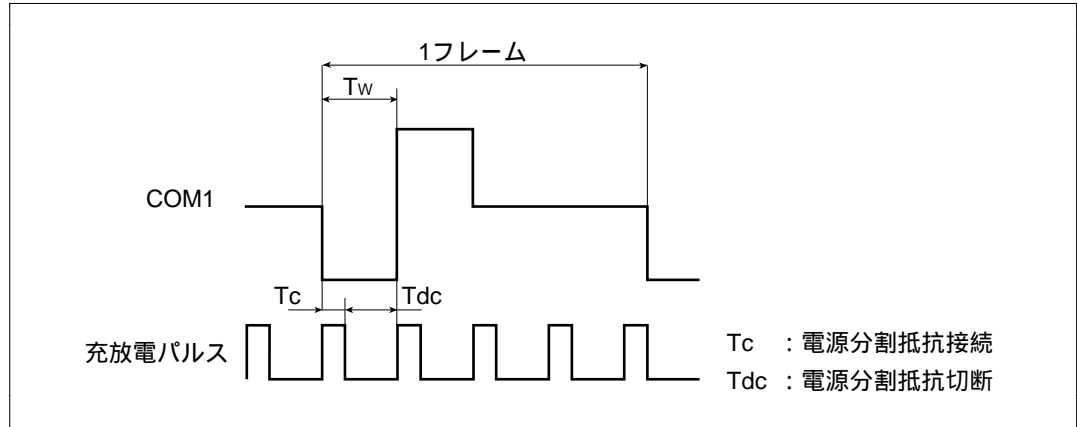 1フレーム
Tw
COM1
Tc
Tdc
充放電パルス
Tc :電源分割抵抗接続
Tdc :電源分割抵抗切断